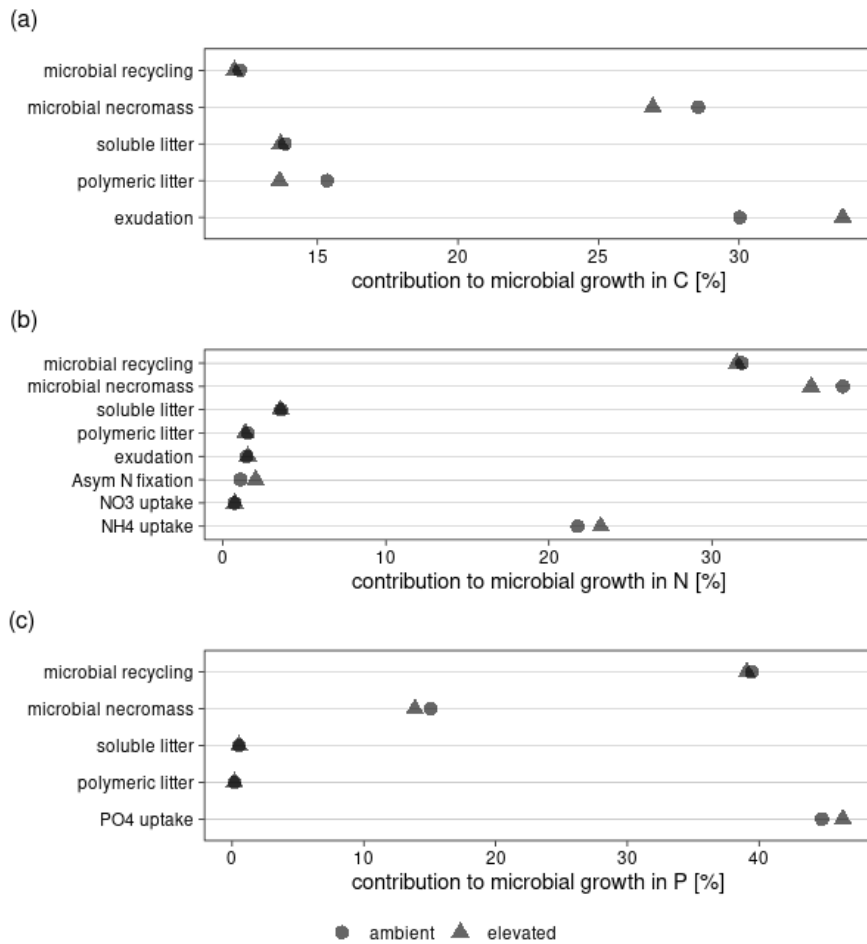 (a)
microbial recycling
microbial necromass
soluble litter
polymeric litter
exudation
15 20 25 30
contribution to microbial growth in C [%]
(b)
microbial recycling
microbial necromass
soluble litter
polymeric litter
exudation
Asym N fixation
NO3 uptake
NH4 uptake
0 10 20 30
contribution to microbial growth in N [%]
(c)
microbial recycling
microbial necromass
soluble litter
polymeric litter
PO4 uptake
0 10 20 30 40
contribution to microbial growth in P [%]
ambient elevated